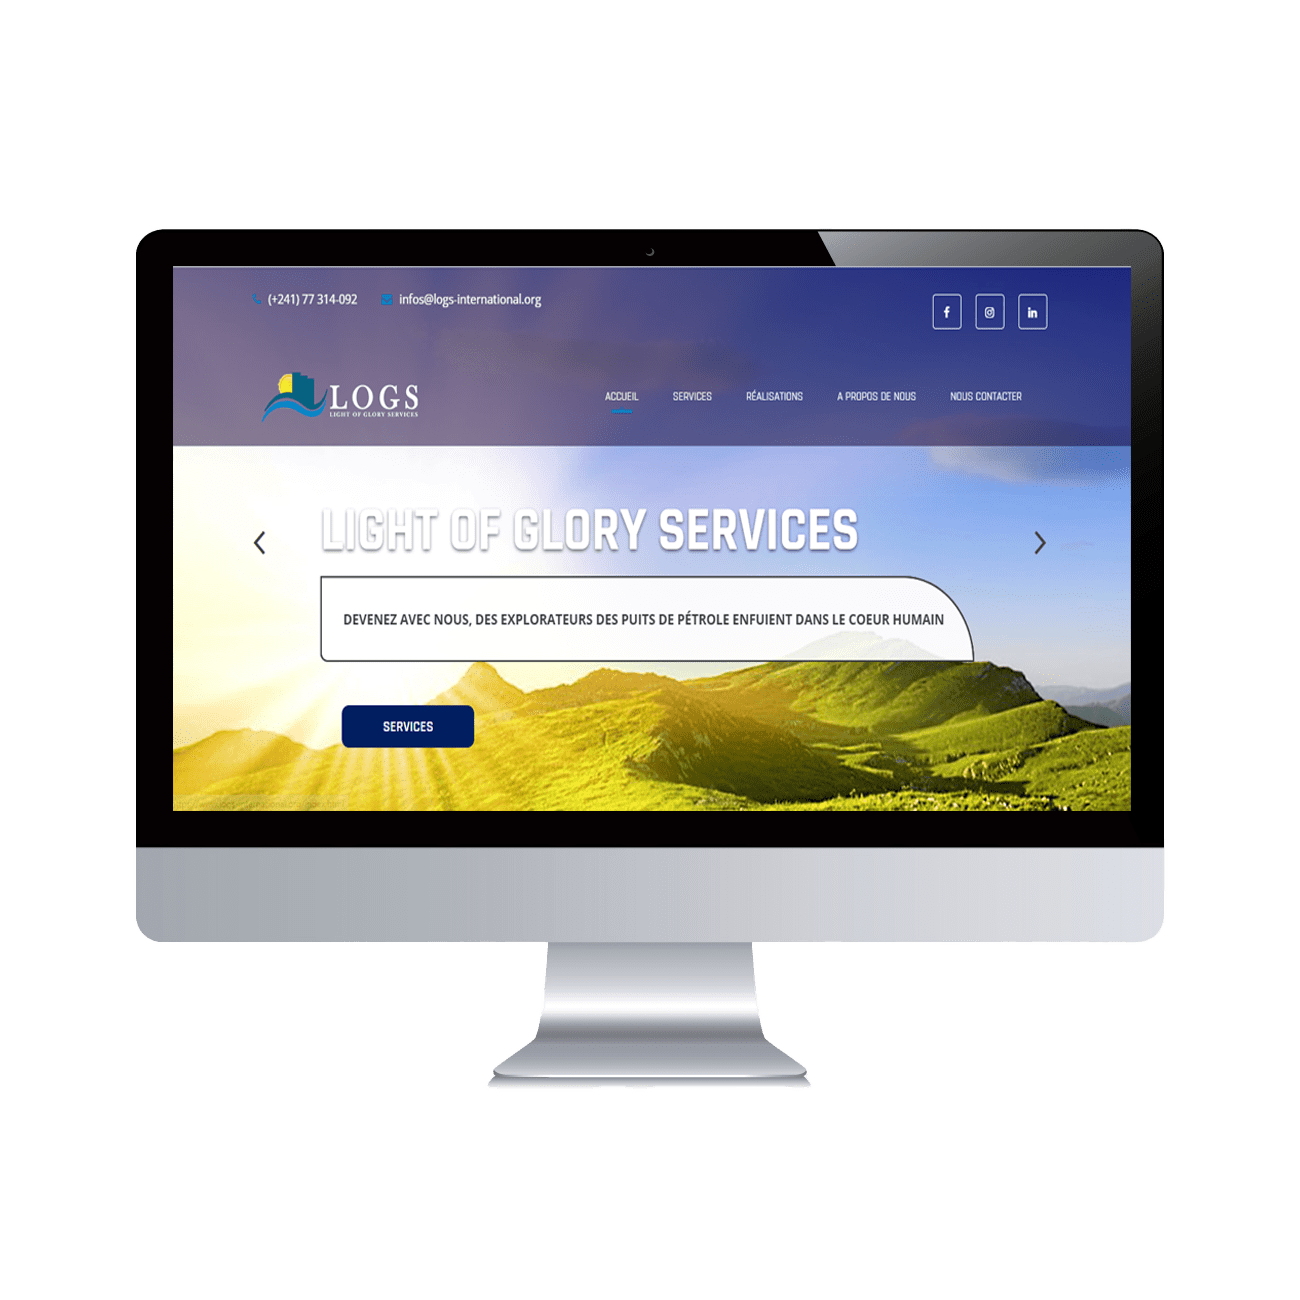 (+241) 77 314-092 infos@logs-international.org
LOGS
LIGHT OF GLORY SERVICES
ACCUEIL SERVICES RÉALISATIONS A PROPOS DE NOUS NOUS CONTACTER
LIGHT OF GLORY SERVICES
DEVENEZ AVEC NOUS, DES EXPLORATEURS DES PUITS DE PÉTROLE ENFUIENT DANS LE COEUR HUMAIN
SERVICES